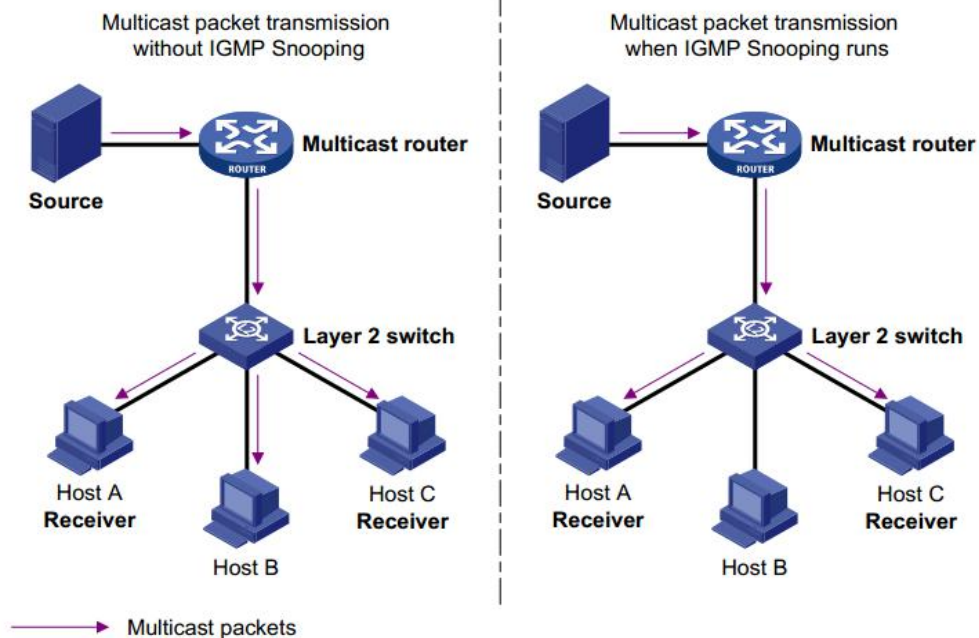 Multicast packet transmission
without IGMP Snooping
Source
ROUTER
Multicast router
Layer 2 switch
Host A
Receiver
Host B
Host C
Receiver
Multicast packet transmission
when IGMP Snooping runs
Source
ROUTER
Multicast router
Layer 2 switch
Host A
Receiver
Host B
Host C
Receiver
Multicast packets